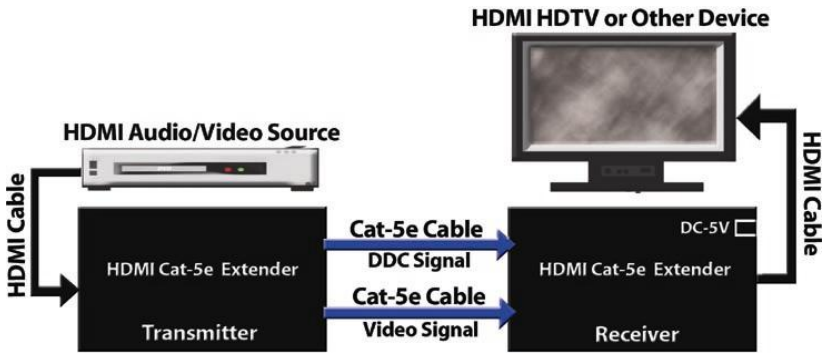 HDMI HDTV or Other Device
HDMI Audio/Video Source
HDMI Cable
HDMI Cat-5e Extender
Transmitter
Cat-5e Cable
DDC Signal
Cat-5e Cable
Video Signal
DC-5V
HDMI Cat-5e Extender
Receiver
HDMI Cable